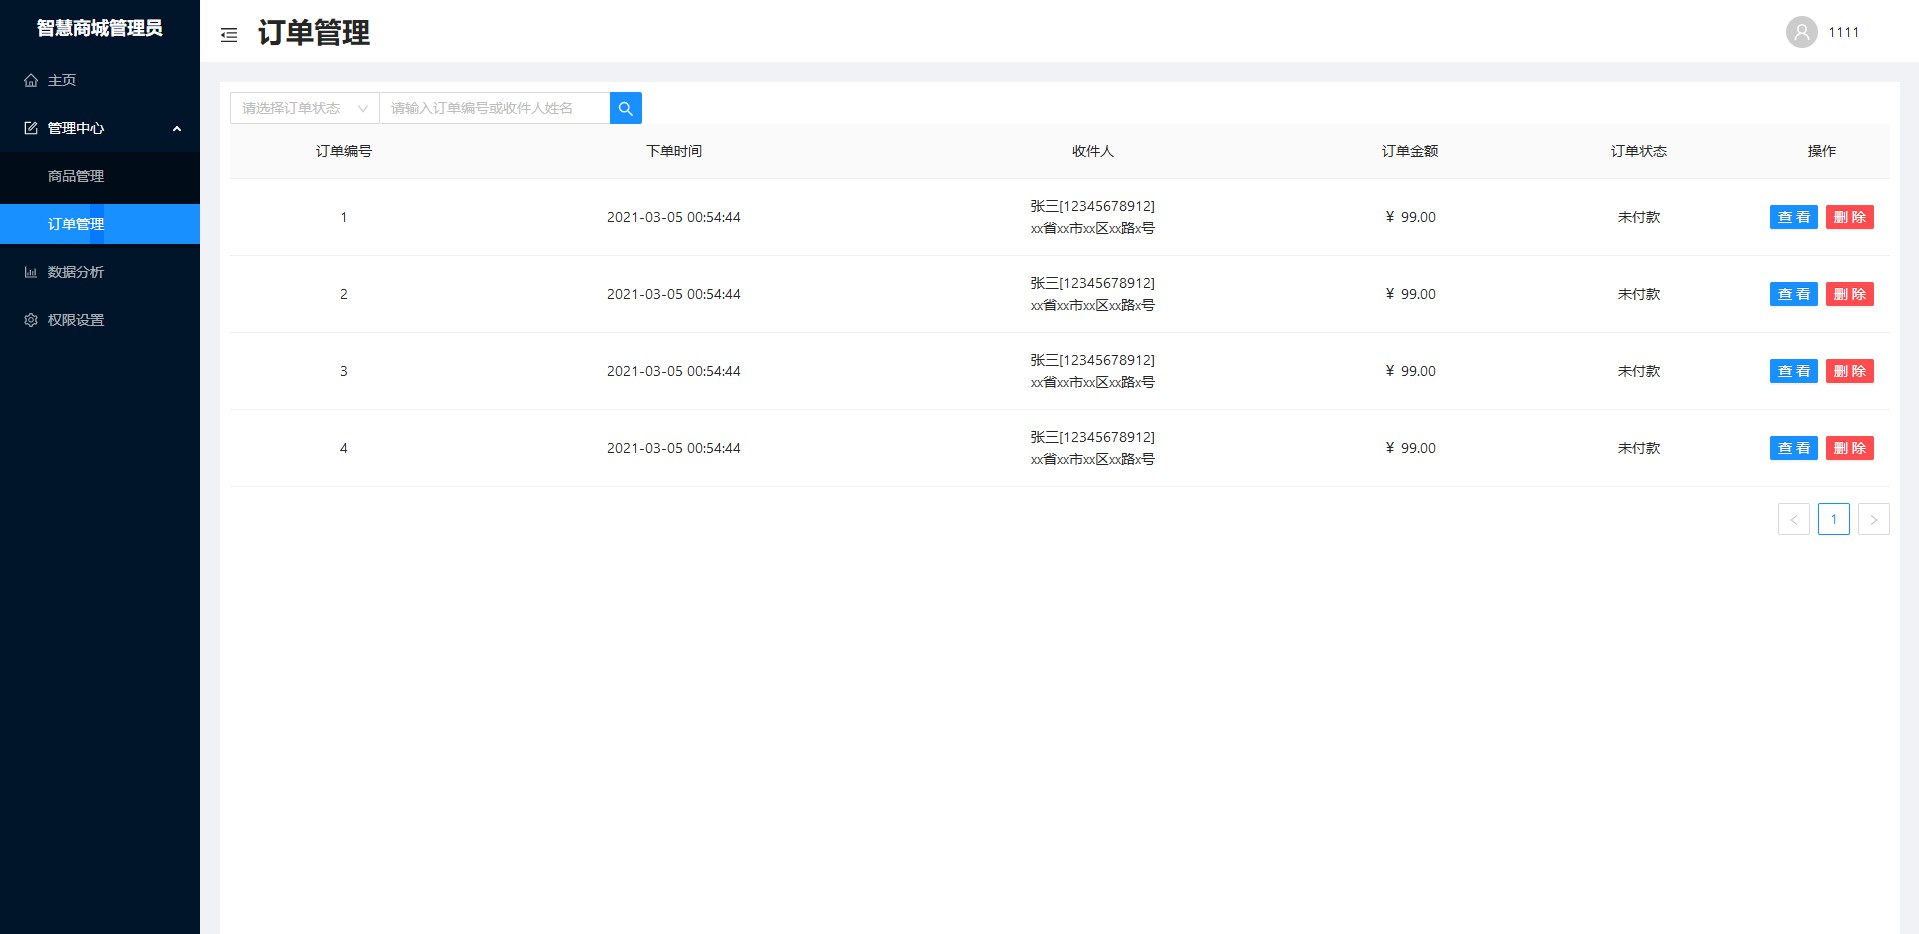 智慧商城管理员
主页
管理中心
商品管理
订单管理
数据分析
权限设置
订单管理
1111
请选择订单状态 请输入订单编号或收件人姓名
订单编号 下单时间 收件人 订单金额 订单状态 操作
1 2021-03-05 00:54:44 张三[12345678912] ¥ 99.00 未付款 查 看 删 除
xx省xx市xx区xx路x号
2 2021-03-05 00:54:44 张三[12345678912] ¥ 99.00 未付款 查 看 删 除
xx省xx市xx区xx路x号
3 2021-03-05 00:54:44 张三[12345678912] ¥ 99.00 未付款 查 看 删 除
xx省xx市xx区xx路x号
4 2021-03-05 00:54:44 张三[12345678912] ¥ 99.00 未付款 查 看 删 除
xx省xx市xx区xx路x号
< 1 >